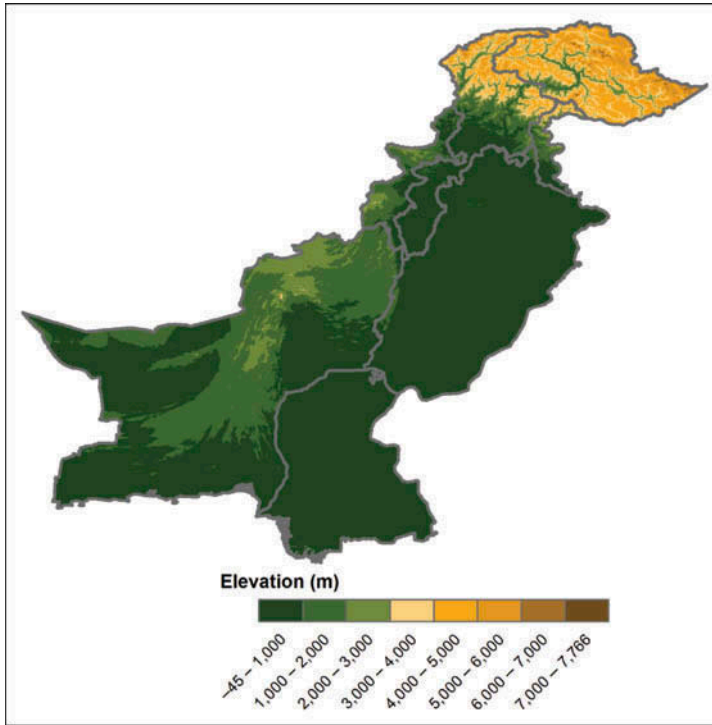 Elevation (m)
–45 – 1,000
1,000 – 2,000
2,000 – 3,000
3,000 – 4,000
4,000 – 5,000
5,000 – 6,000
6,000 – 7,000
7,000 – 7,766